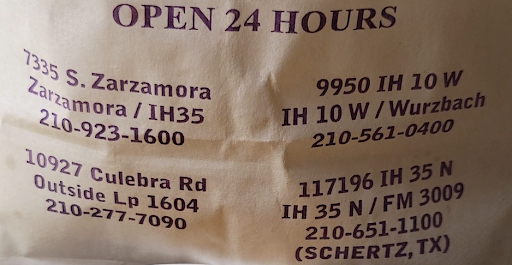 OPEN 24 HOURS
7335 S. Zarzamora
Zarzamora / IH35
210-923-1600
9950 IH 10 W
IH 10 W / Wurzbach
210-561-0400
10927 Culebra Rd
Outside Lp 1604
210-277-7090
117196 IH 35 N
IH 35 N / FM 3009
210-651-1100
(SCHERTZ, TX)